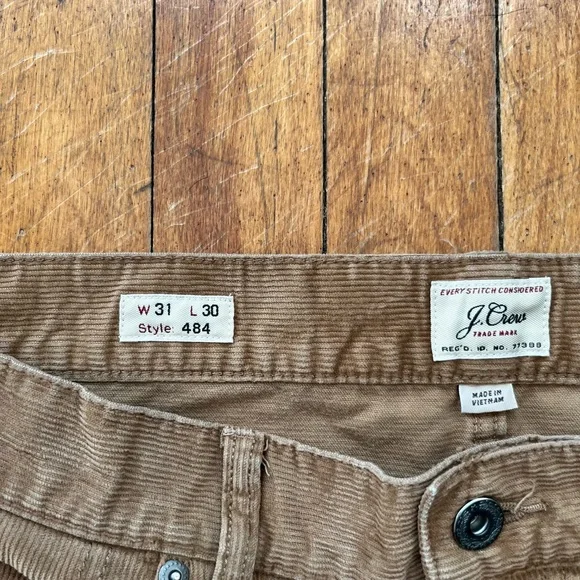 W 31 L 30
Style: 484
EVERY STITCH CONSIDERED
J.Crew
TRADE MARK
REG'D. ID. NO. 77388
MADE IN
VIETNAM